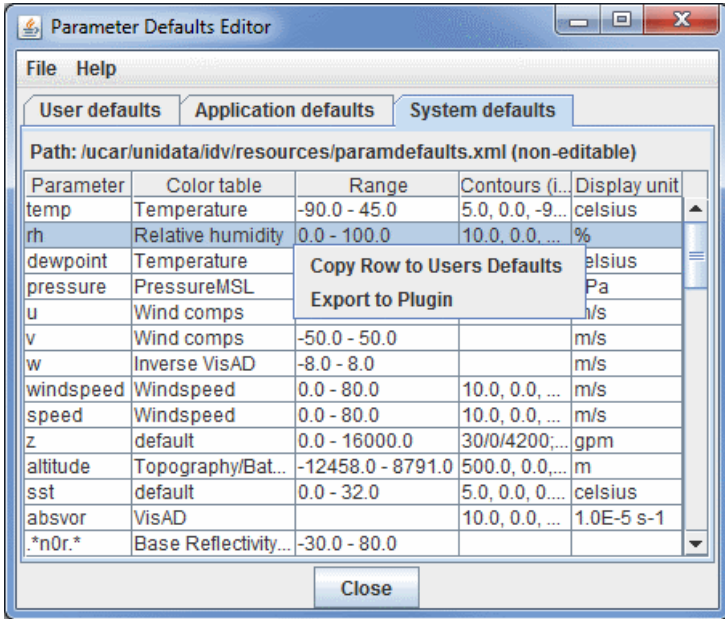 Parameter Defaults Editor
File Help
User defaults Application defaults System defaults
Path: /ucar/unidata/idv/resources/paramdefaults.xml (non-editable)
Parameter Color table Range Contours (i... Display unit
temp Temperature -90.0 - 45.0 5.0, 0.0, -9... celsius
rh Relative humidity 0.0 - 100.0 10.0, 0.0, ... %
dewpoint Temperature elsius
Copy Row to Users Defaults
pressure PressureMSL Pa
Export to Plugin
u Wind comps m/s
v Wind comps -50.0 - 50.0 m/s
w Inverse VisAD -8.0 - 8.0 m/s
windspeed Windspeed 0.0 - 80.0 10.0, 0.0, ... m/s
speed Windspeed 0.0 - 80.0 10.0, 0.0, ... m/s
z default 0.0 - 16000.0 30/0/4200;... gpm
altitude Topography/Bat... -12458.0 - 8791.0 500.0, 0.0,... m
sst default 0.0 - 32.0 5.0, 0.0, 0.... celsius
absvor VisAD 10.0, 0.0, ... 1.0E-5 s-1
.*n0r.* Base Reflectivity... -30.0 - 80.0
Close